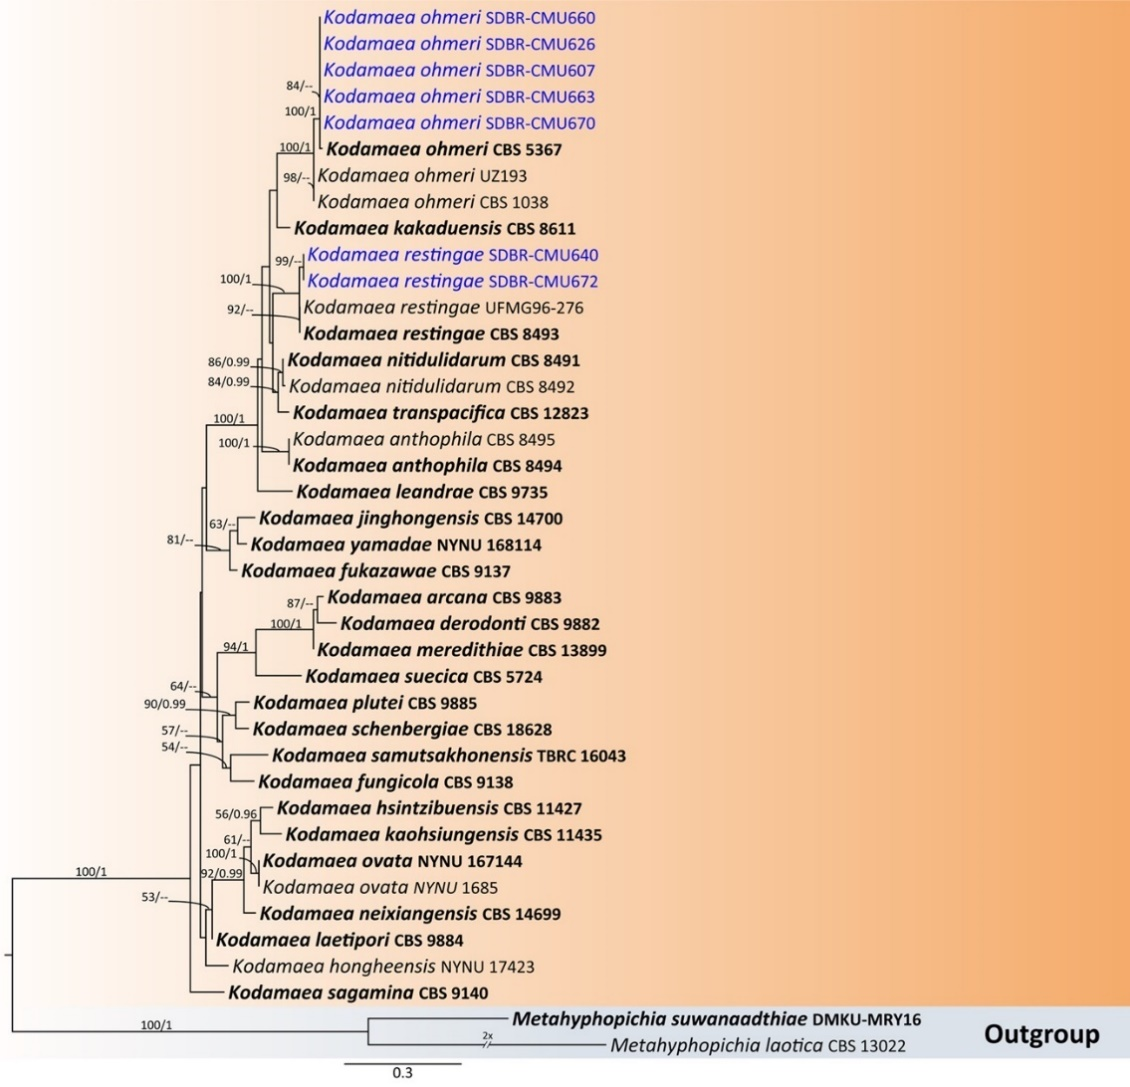 Kodamaea ohmeri SDBR-CMU660
Kodamaea ohmeri SDBR-CMU626
Kodamaea ohmeri SDBR-CMU607
84/--
Kodamaea ohmeri SDBR-CMU663
100/1
Kodamaea ohmeri SDBR-CMU670
100/1
Kodamaea ohmeri CBS 5367
98/--
Kodamaea ohmeri UZ193
Kodamaea ohmeri CBS 1038
Kodamaea kakaduensis CBS 8611
99/--
Kodamaea restingae SDBR-CMU640
100/1
Kodamaea restingae SDBR-CMU672
92/--
Kodamaea restingae UFMG96-276
Kodamaea restingae CBS 8493
86/0.99
Kodamaea nitidulidarum CBS 8491
84/0.99
Kodamaea nitidulidarum CBS 8492
Kodamaea transpacifica CBS 12823
100/1
100/1
Kodamaea anthophila CBS 8495
Kodamaea anthophila CBS 8494
Kodamaea leandrae CBS 9735
63/--
Kodamaea jinghongensis CBS 14700
81/--
Kodamaea yamadae NYNU 168114
Kodamaea fukazawae CBS 9137
87/--
Kodamaea arcana CBS 9883
100/1
Kodamaea derodonti CBS 9882
94/1
Kodamaea meredithiae CBS 13899
Kodamaea suecica CBS 5724
64/--
90/0.99
Kodamaea plutei CBS 9885
57/--
Kodamaea schenbergiae CBS 18628
54/--
Kodamaea samutsakhonensis TBRC 16043
Kodamaea fungicola CBS 9138
56/0.96
Kodamaea hsintzibuensis CBS 11427
61/--
Kodamaea kaohsiungensis CBS 11435
100/1
Kodamaea ovata NYNU 167144
92/0.99
Kodamaea ovata NYNU 1685
100/1
53/--
Kodamaea neixiangensis CBS 14699
Kodamaea laetipori CBS 9884
Kodamaea hongheensis NYNU 17423
Kodamaea sagamina CBS 9140
100/1
Metahyphopichia suwanaadthiae DMKU-MRY16
2x
Metahyphopichia laotica CBS 13022
Outgroup
0.3